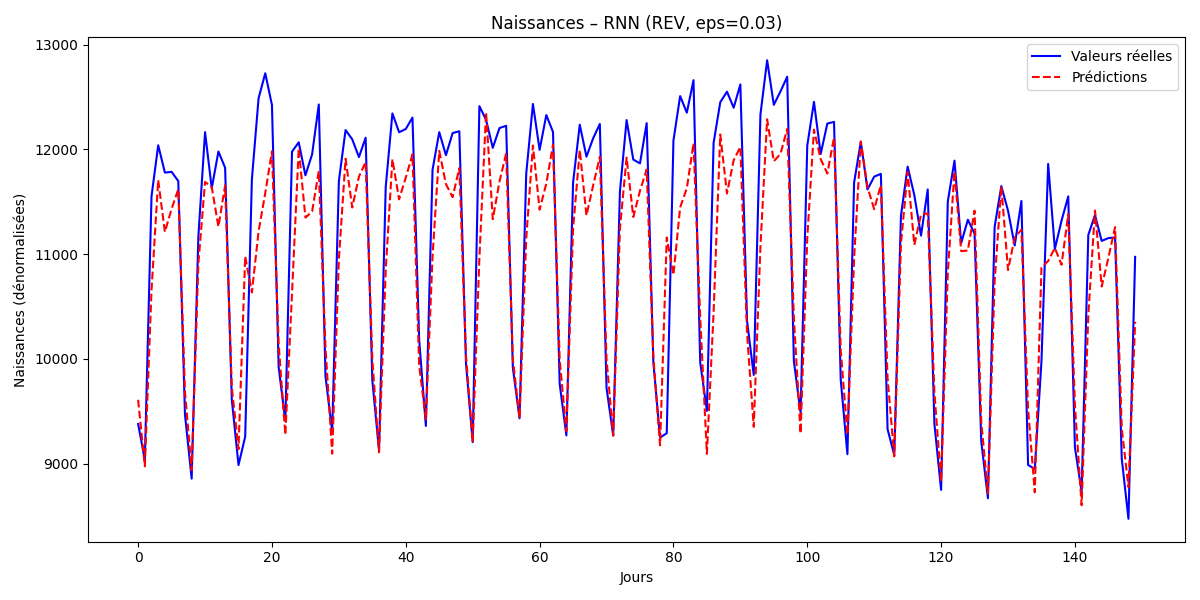 Naissances – RNN (REV, eps=0.03)
Valeurs réelles
Prédictions
13000
12000
11000
10000
9000
Naissances (dénormalisées)
0 20 40 60 80 100 120 140
Jours